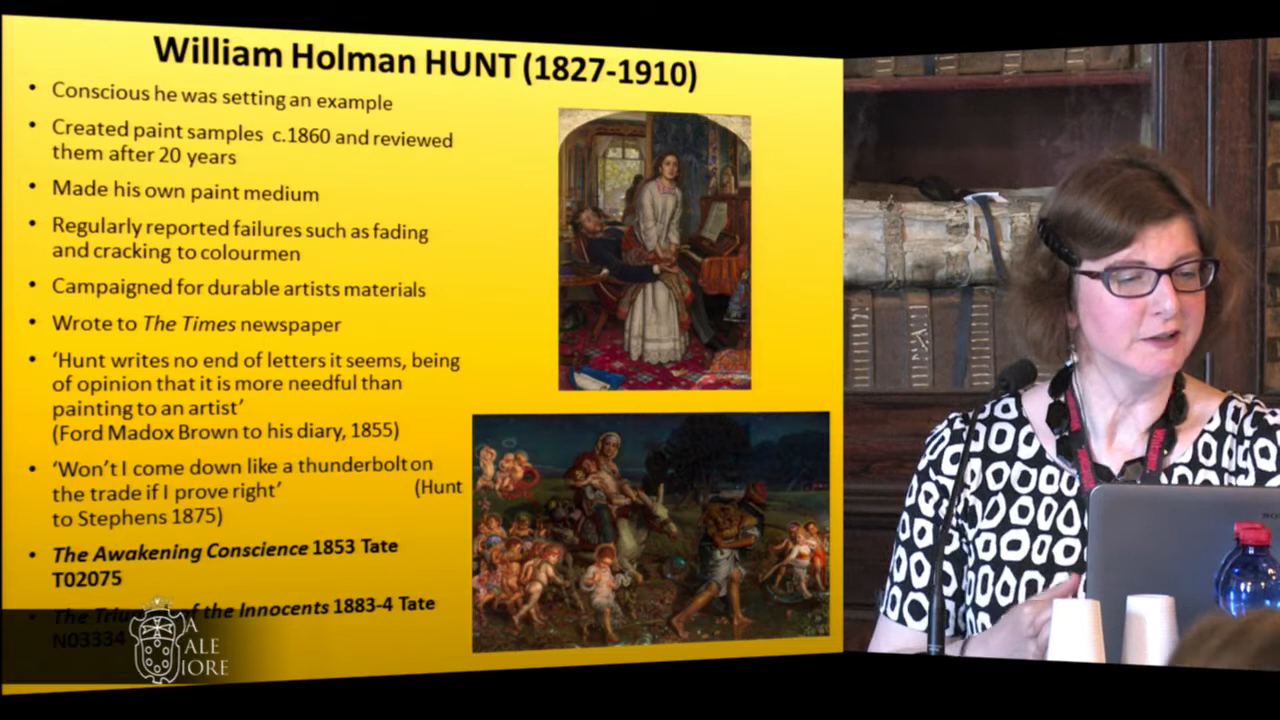 William Holman HUNT (1827-1910)
• Conscious he was setting an example
• Created paint samples c.1860 and reviewed
them after 20 years
• Made his own paint medium
• Regularly reported failures such as fading
and cracking to colourmen
• Campaigned for durable artists materials
• Wrote to The Times newspaper
• ‘Hunt writes no end of letters it seems, being
of opinion that it is more needful than
painting to an artist’
(Ford Madox Brown to his diary, 1855)
• ‘Won’t I come down like a thunderbolt on
the trade if I prove right’ (Hunt
to Stephens 1875)
• The Awakening Conscience 1853 Tate
T02075
• The of the Innocents 1883-4 Tate
N03334
A
ALE
IORE